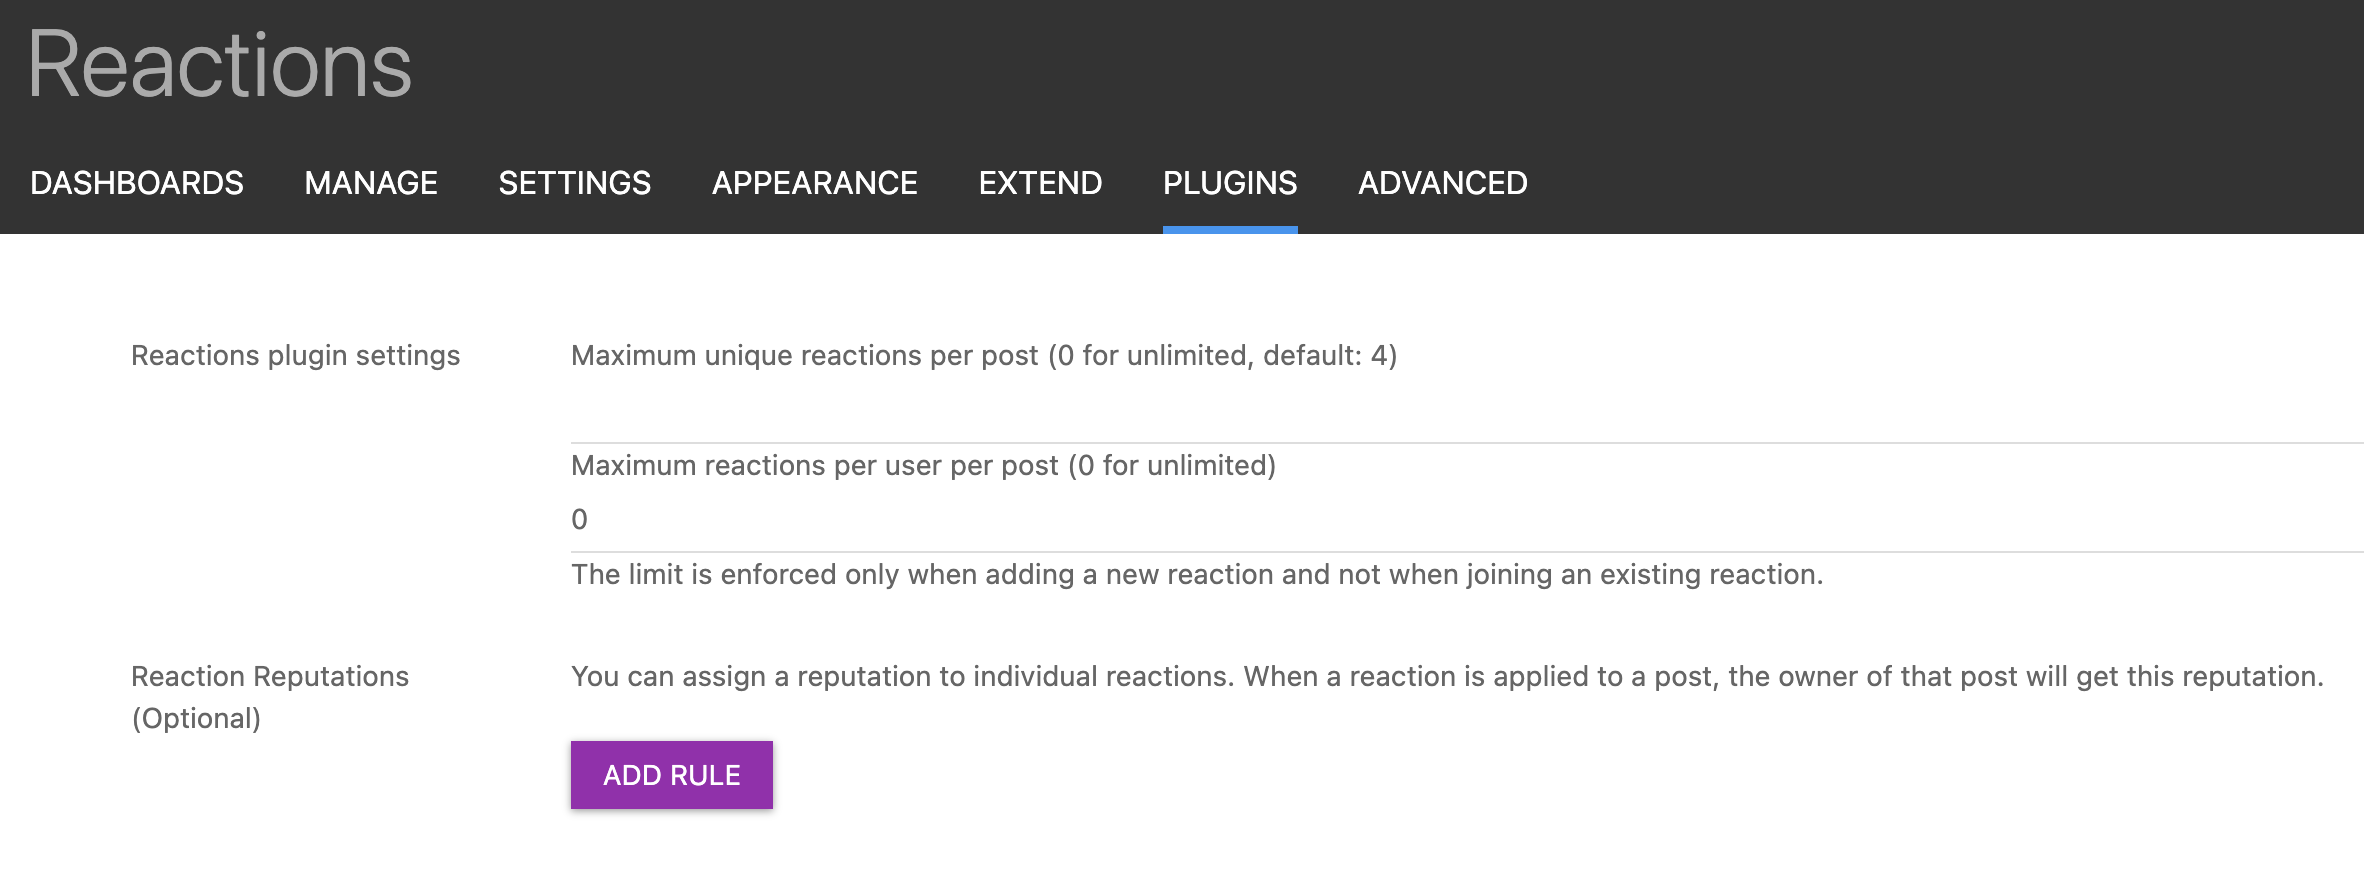 Reactions
DASHBOARDS MANAGE SETTINGS APPEARANCE EXTEND PLUGINS ADVANCED
Reactions plugin settings
Maximum unique reactions per post (0 for unlimited, default: 4)
Maximum reactions per user per post (0 for unlimited)
0
The limit is enforced only when adding a new reaction and not when joining an existing reaction.
Reaction Reputations
(Optional)
You can assign a reputation to individual reactions. When a reaction is applied to a post, the owner of that post will get this reputation.
ADD RULE